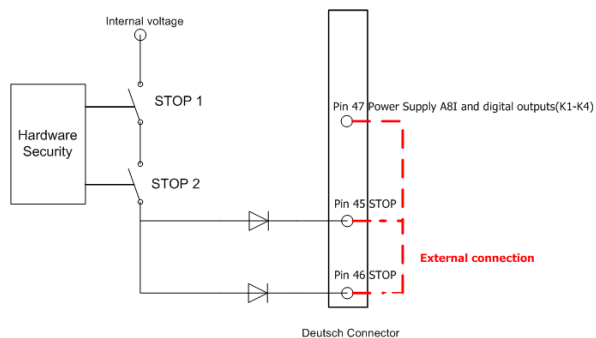 Internal voltage
STOP 1
Pin 47 Power Supply A8I and digital outputs(K1-K4)
Hardware
Security
STOP 2
Pin 45 STOP
External connection
Pin 46 STOP
Deutsch Connector